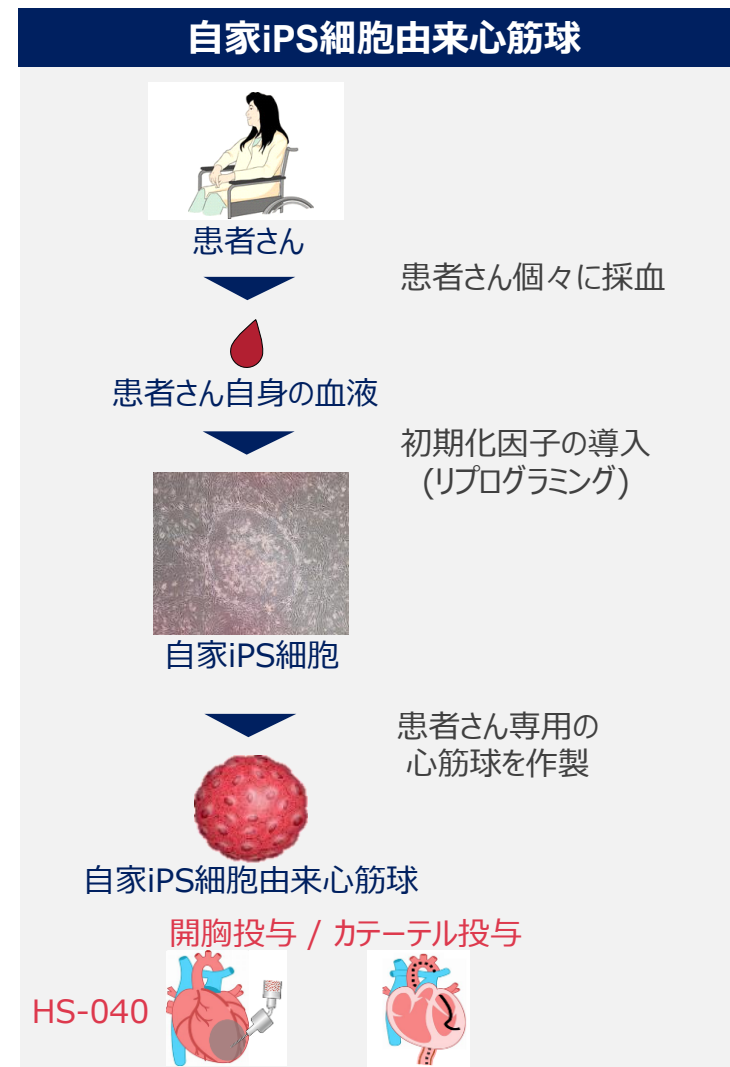 自家iPS細胞由来心筋球
患者さん
患者さん個々に採血
患者さん自身の血液
初期化因子の導入
(リプログラミング)
自家iPS細胞
患者さん専用の
心筋球を作製
自家iPS細胞由来心筋球
開胸投与 / カテーテル投与
HS-040